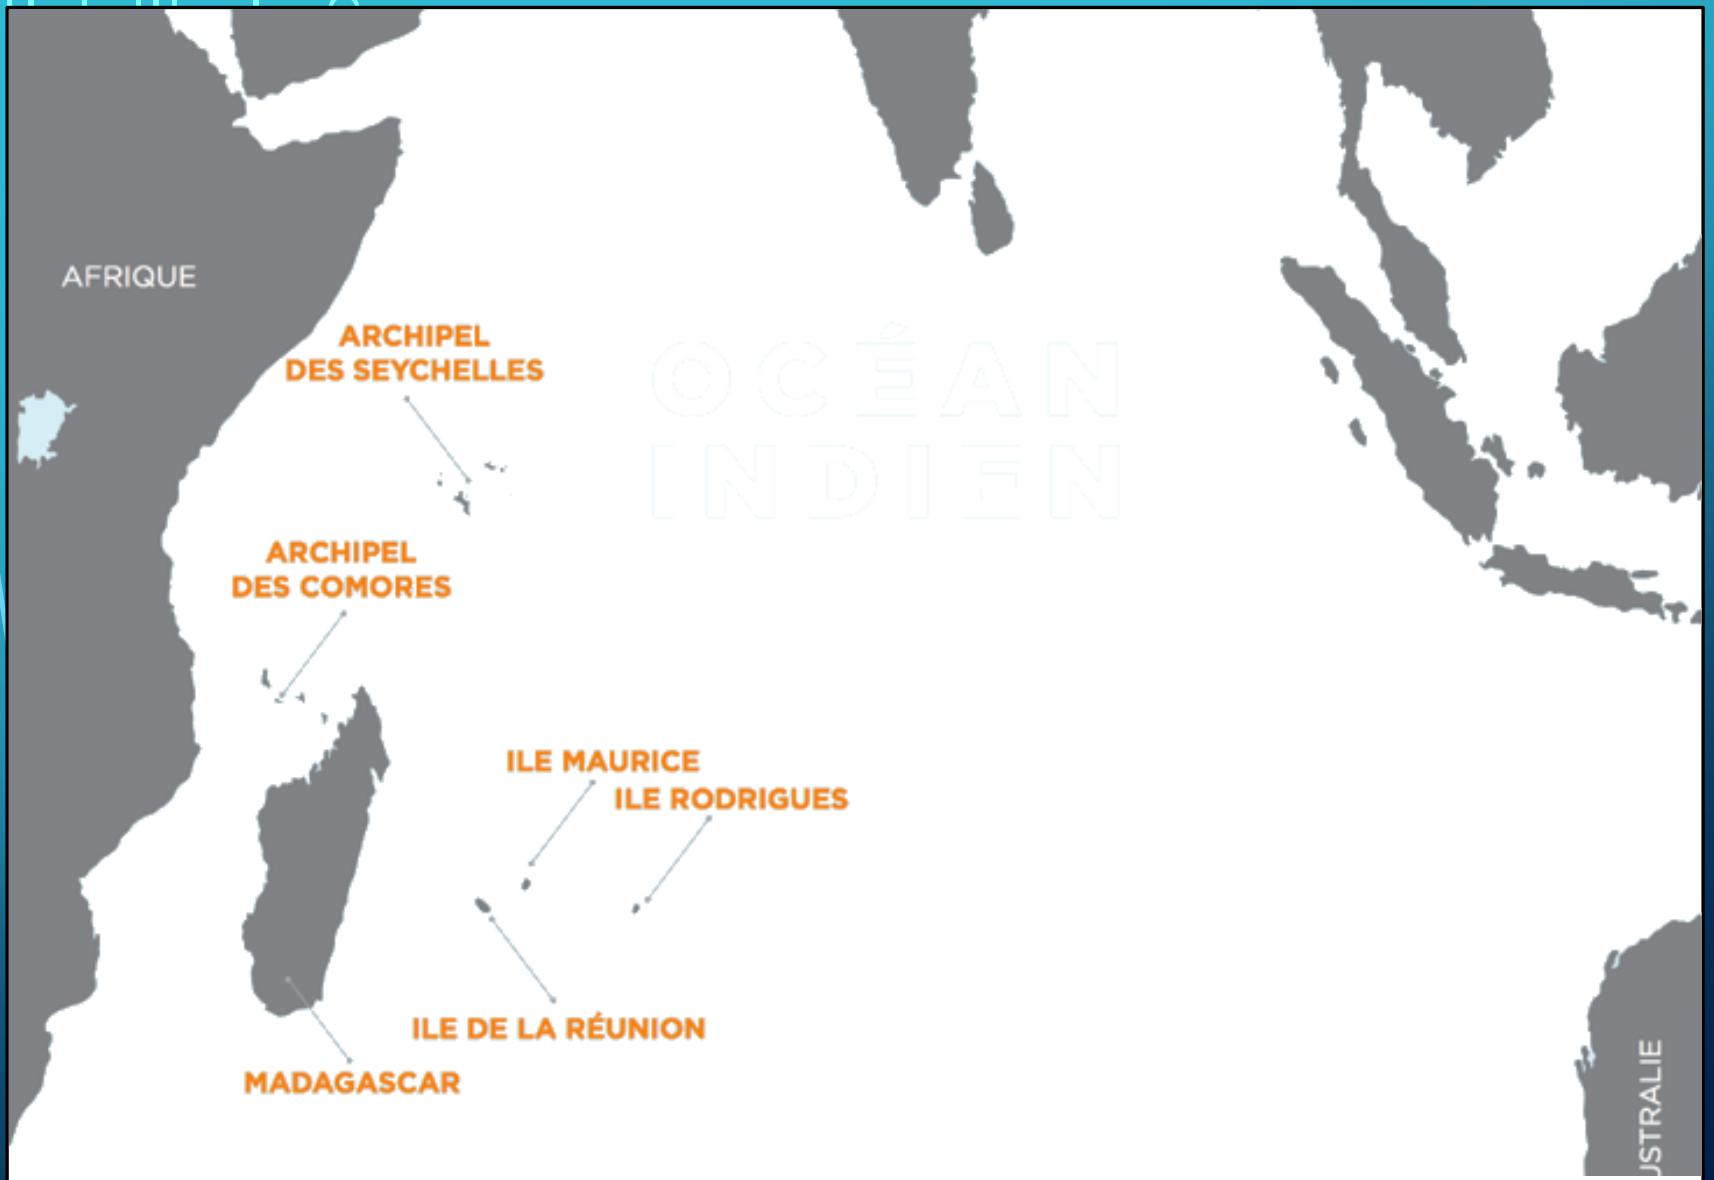 AFRIQUE
ARCHIPEL
DES SEYCHELLES
OCÉAN
INDIEN
ARCHIPEL
DES COMORES
ILE MAURICE
ILE RODRIGUES
ILE DE LA RÉUNION
MADAGASCAR
USTRALIE